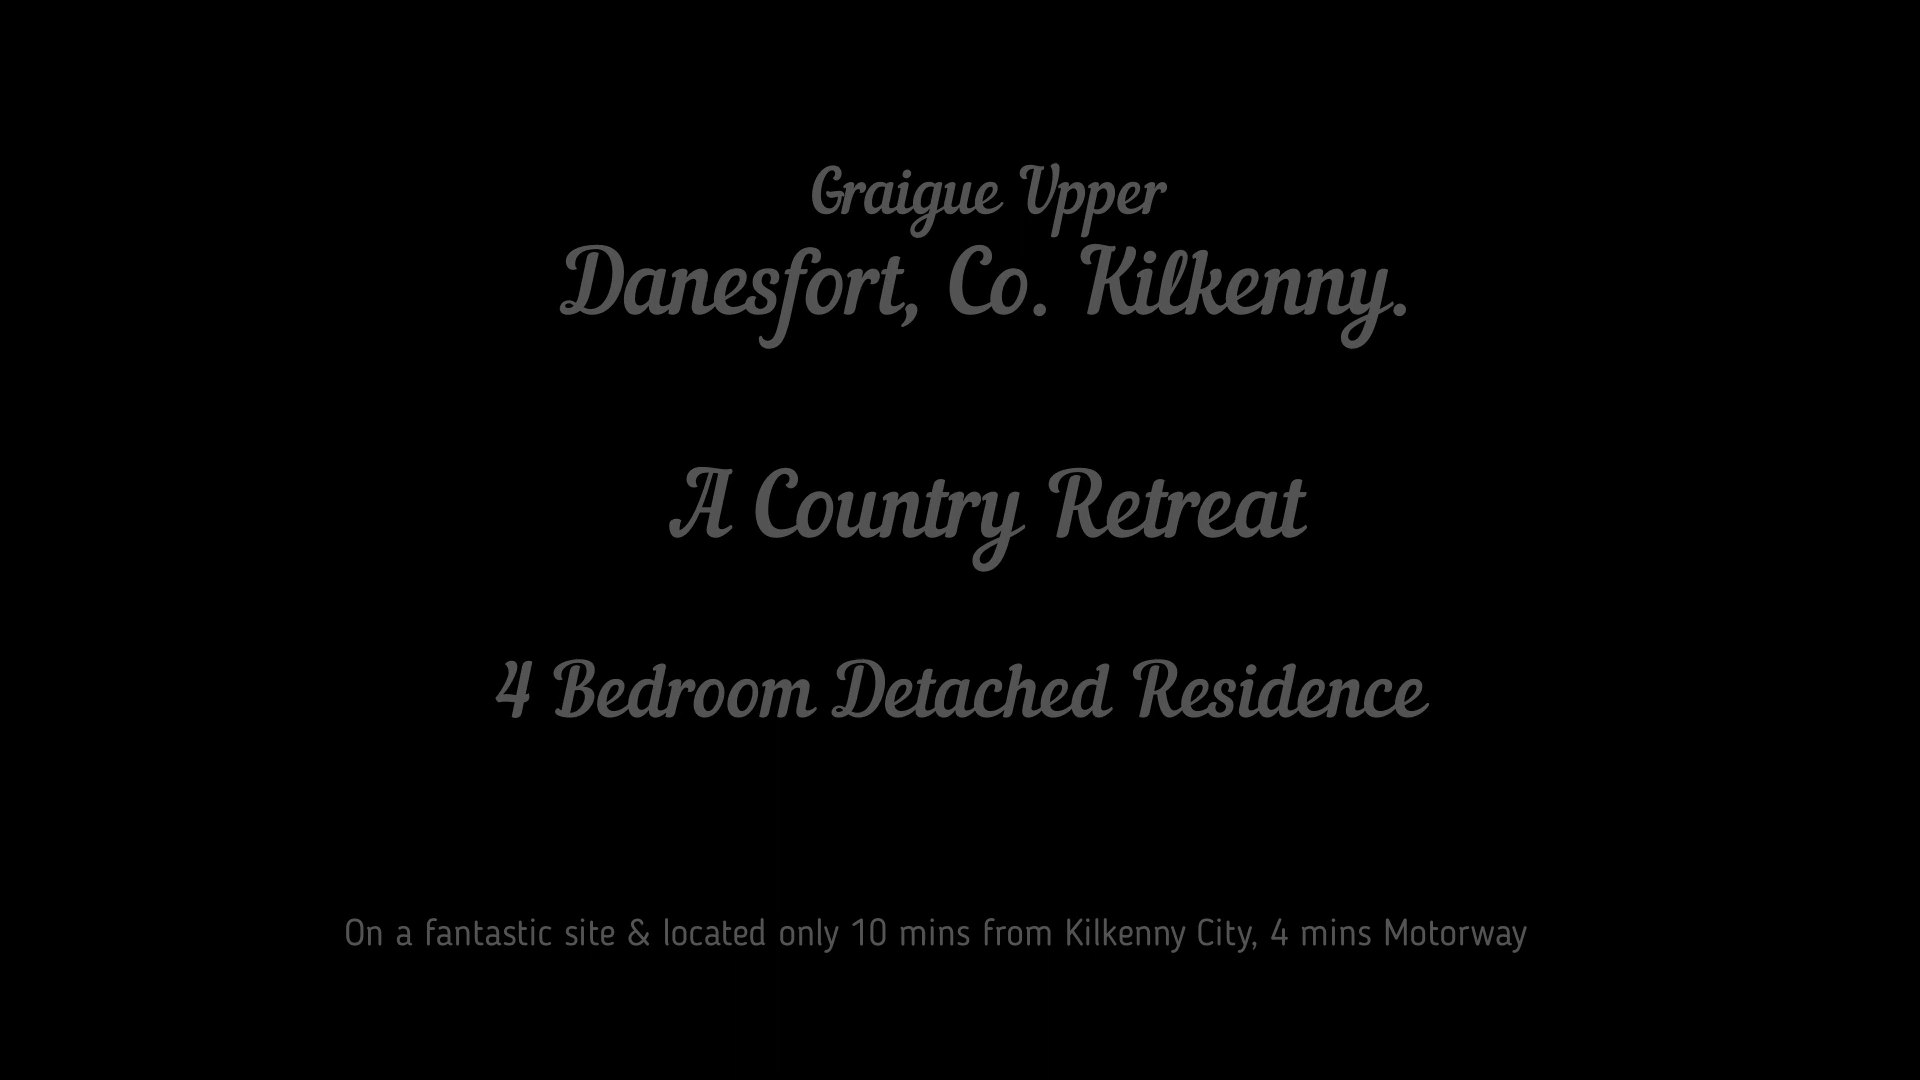 Graigue Upper
Danesfort, Co. Kilkenny.
A Country Retreat
4 Bedroom Detached Residence
On a fantastic site & located only 10 mins from Kilkenny City, 4 mins Motorway